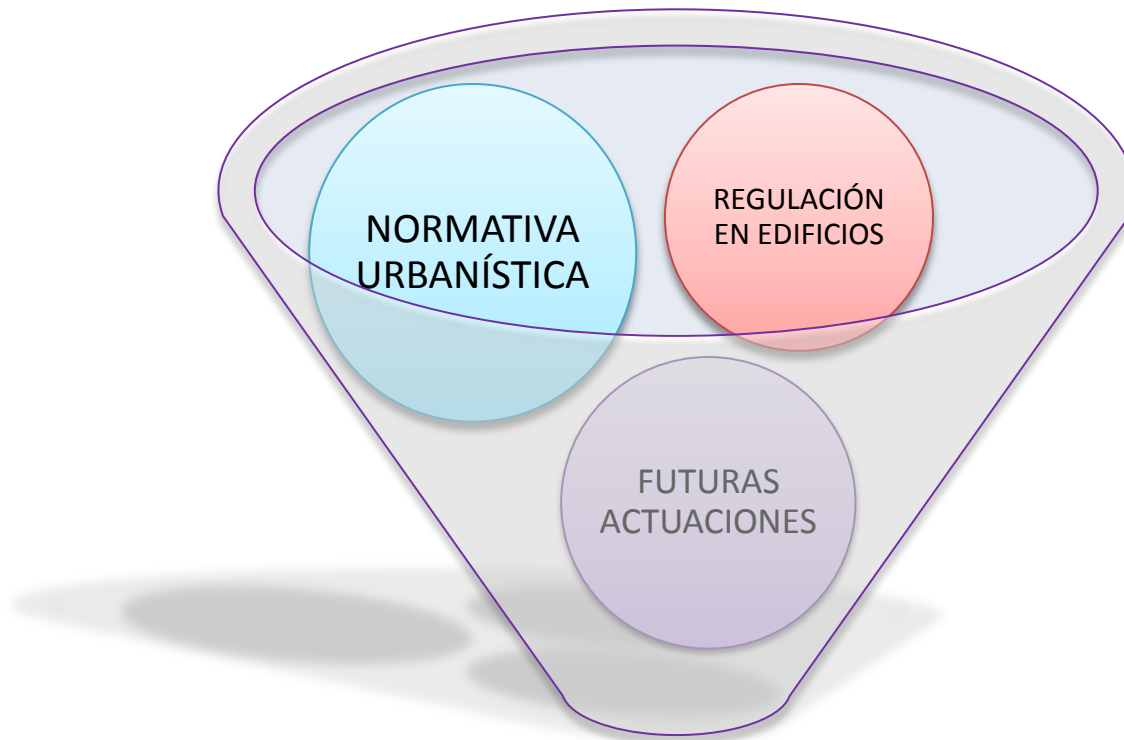 NORMATIVA
URBANÍSTICA
REGULACIÓN
EN EDIFICIOS
FUTURAS
ACTUACIONES